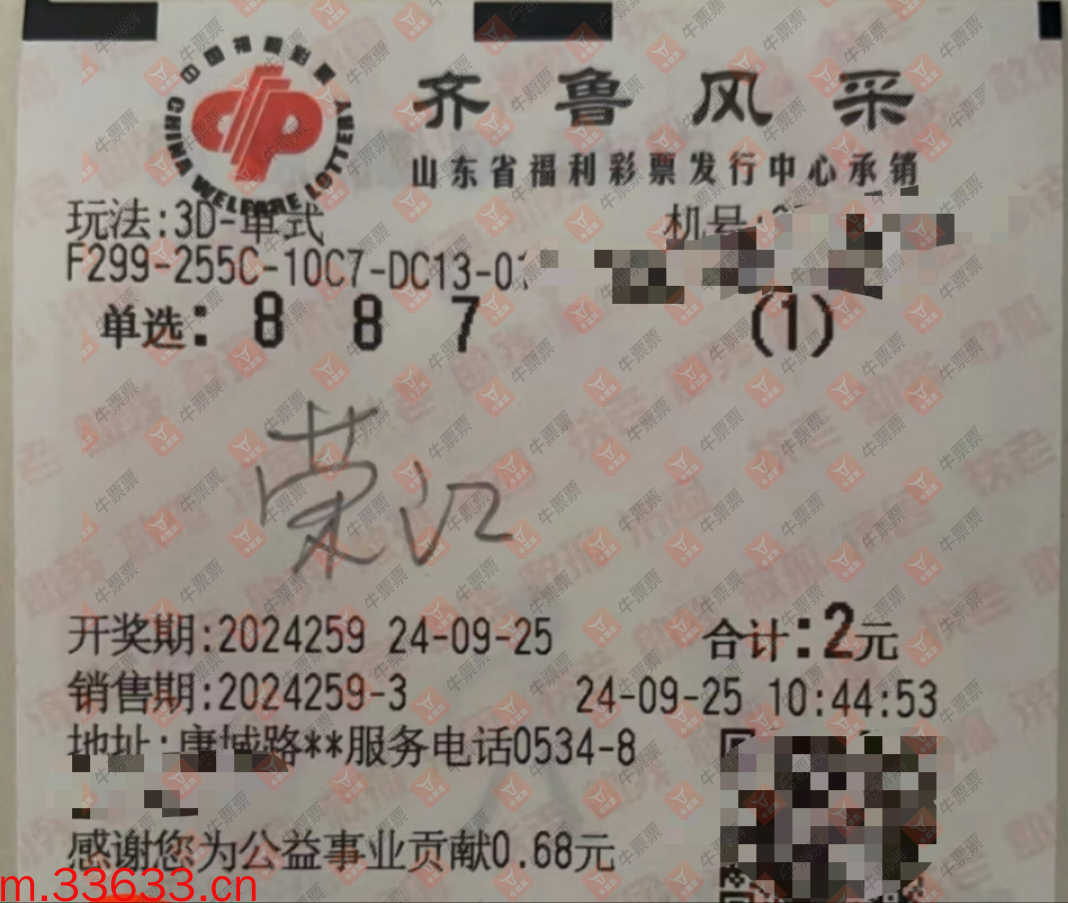 中国福利彩票
CHINA WELFARE LOTTERY
齐鲁风采
山东省福利彩票发行中心承销
玩法:3D-单式 机号:
F299-255C-10C7-DC13-0
单选: 8 8 7 (1)
荣江
开奖期:2024259 24-09-25 合计:2元
销售期:2024259-3 24-09-25 10:44:53
地址:康城路**服务电话0534-8
感谢您为公益事业贡献0.68元
m.33633.cn
牛票票